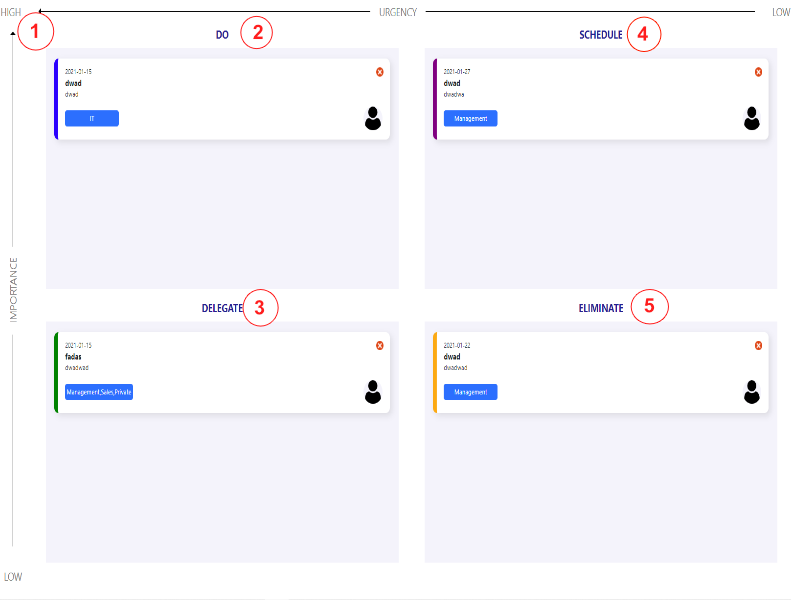 HIGH
URGENCY
LOW
1
DO
2
SCHEDULE
4
2021-01-15
dwad
dwad
IT
2021-01-27
dwad
dwadwa
Management
IMPORTANCE
DELEGATE
3
ELIMINATE
5
2021-01-15
fadas
dwadwad
Management,Sales,Private
2021-01-22
dwad
dwadwad
Management
LOW